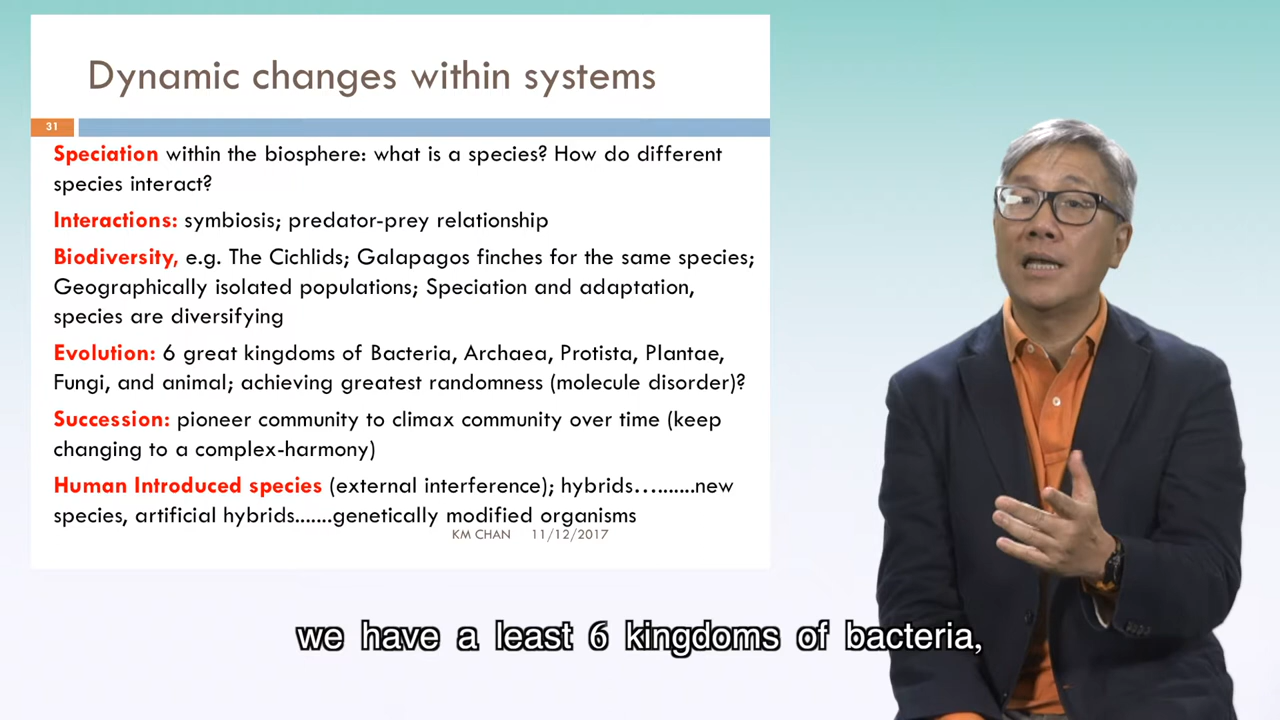 Dynamic changes within systems
31
Speciation within the biosphere: what is a species? How do different
species interact?
Interactions: symbiosis; predator-prey relationship
Biodiversity, e.g. The Cichlids; Galapagos finches for the same species;
Geographically isolated populations; Speciation and adaptation,
species are diversifying
Evolution: 6 great kingdoms of Bacteria, Archaea, Protista, Plantae,
Fungi, and animal; achieving greatest randomness (molecule disorder)?
Succession: pioneer community to climax community over time (keep
changing to a complex-harmony)
Human Introduced species (external interference); hybrids….......new
species, artificial hybrids.......genetically modified organisms
KM CHAN 11/12/2017
we have a least 6 kingdoms of bacteria,